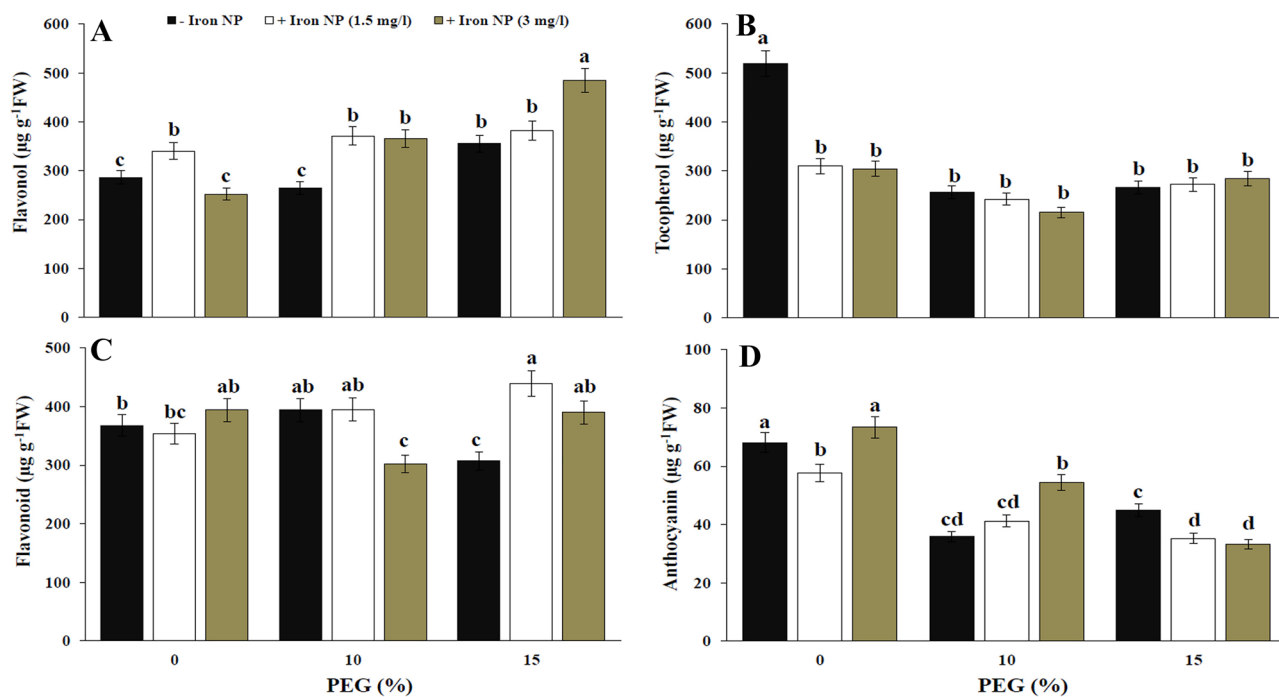 A
- Iron NP + Iron NP (1.5 mg/l) + Iron NP (3 mg/l)
600
500
400
300
200
100
0
Flavonol (µg g-1FW)
c b c b b b b b a
c
B
600
500
400
300
200
100
0
Tocopherol (µg g-1FW)
a b b b b b b b b
C
500
400
300
200
100
0
Flavonoid (µg g-1FW)
b bc ab ab ab c c a ab
0 10 15
PEG (%)
D
100
80
60
40
20
0
Anthocyanin (µg g-1FW)
a b a cd cd b c d d
0 10 15
PEG (%)